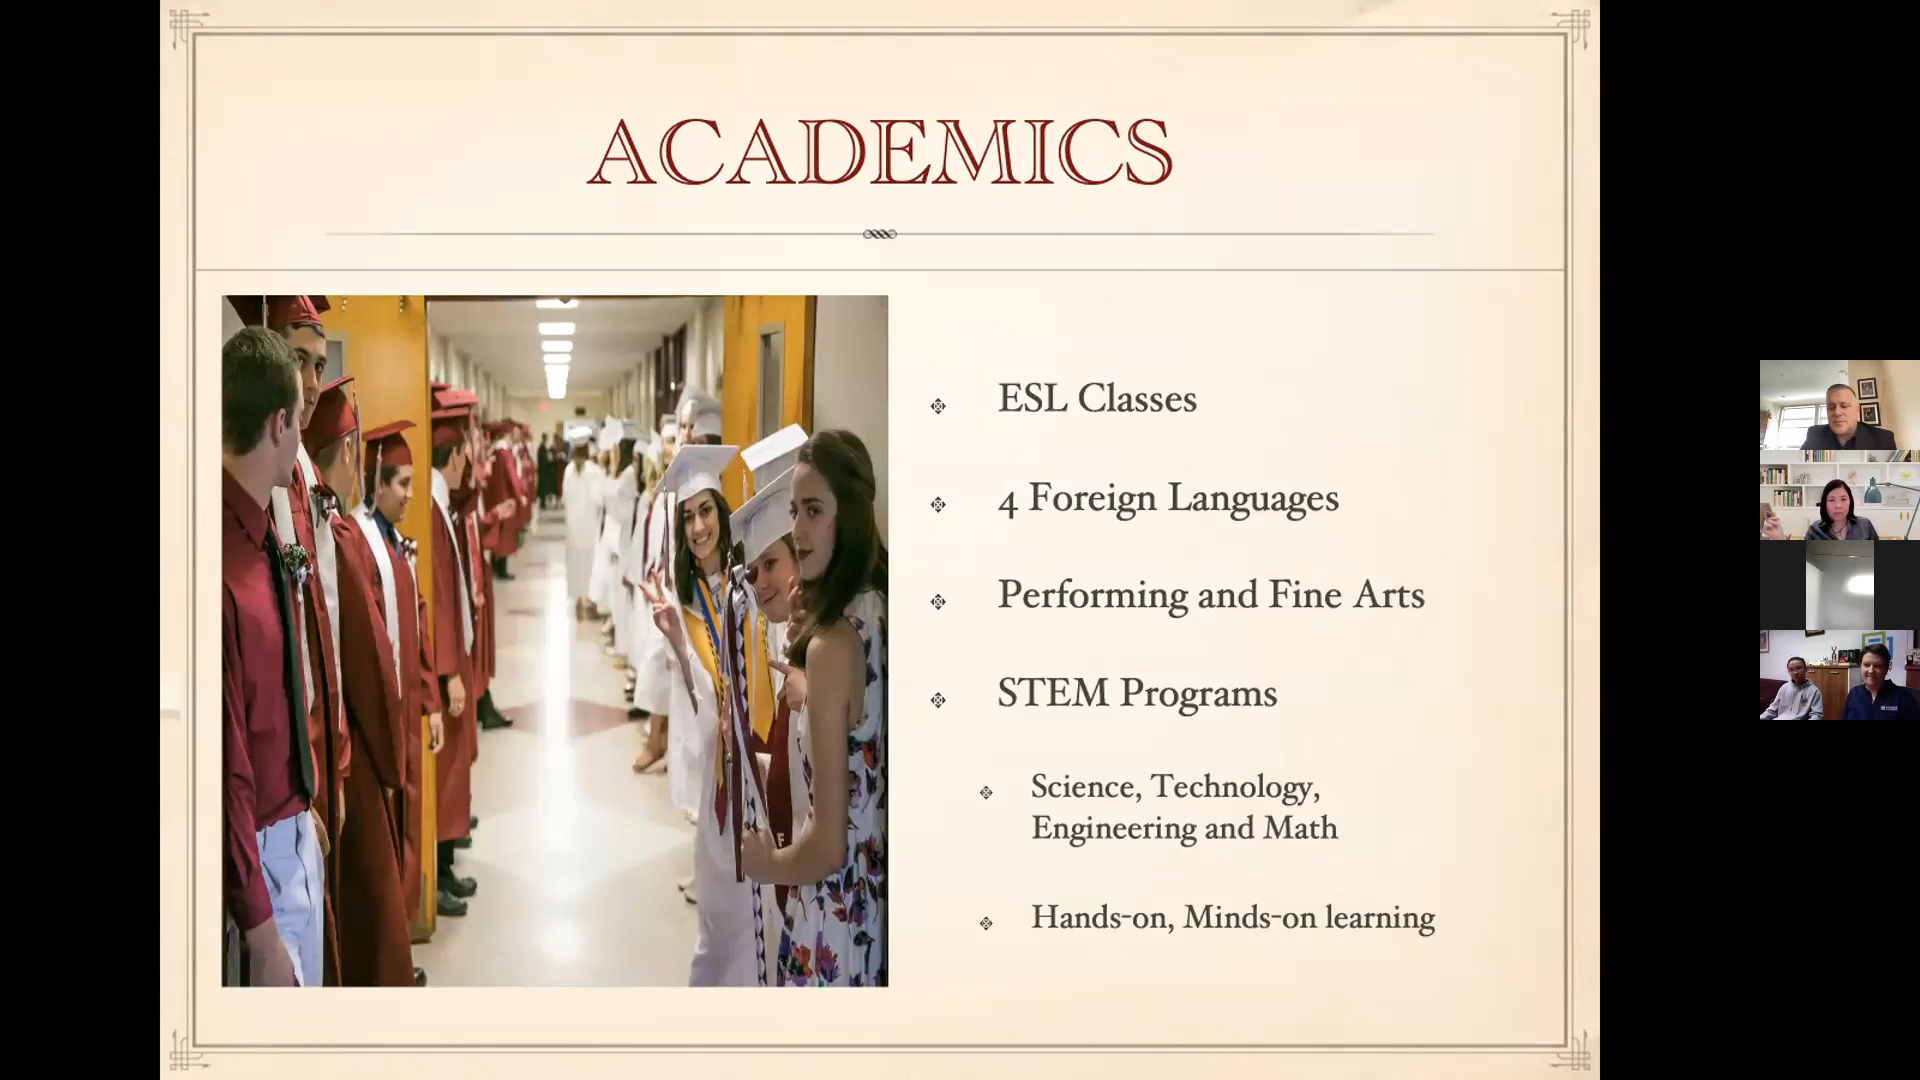 ACADEMICS
ESL Classes
4 Foreign Languages
Performing and Fine Arts
STEM Programs
Science, Technology,
Engineering and Math
Hands-on, Minds-on learning